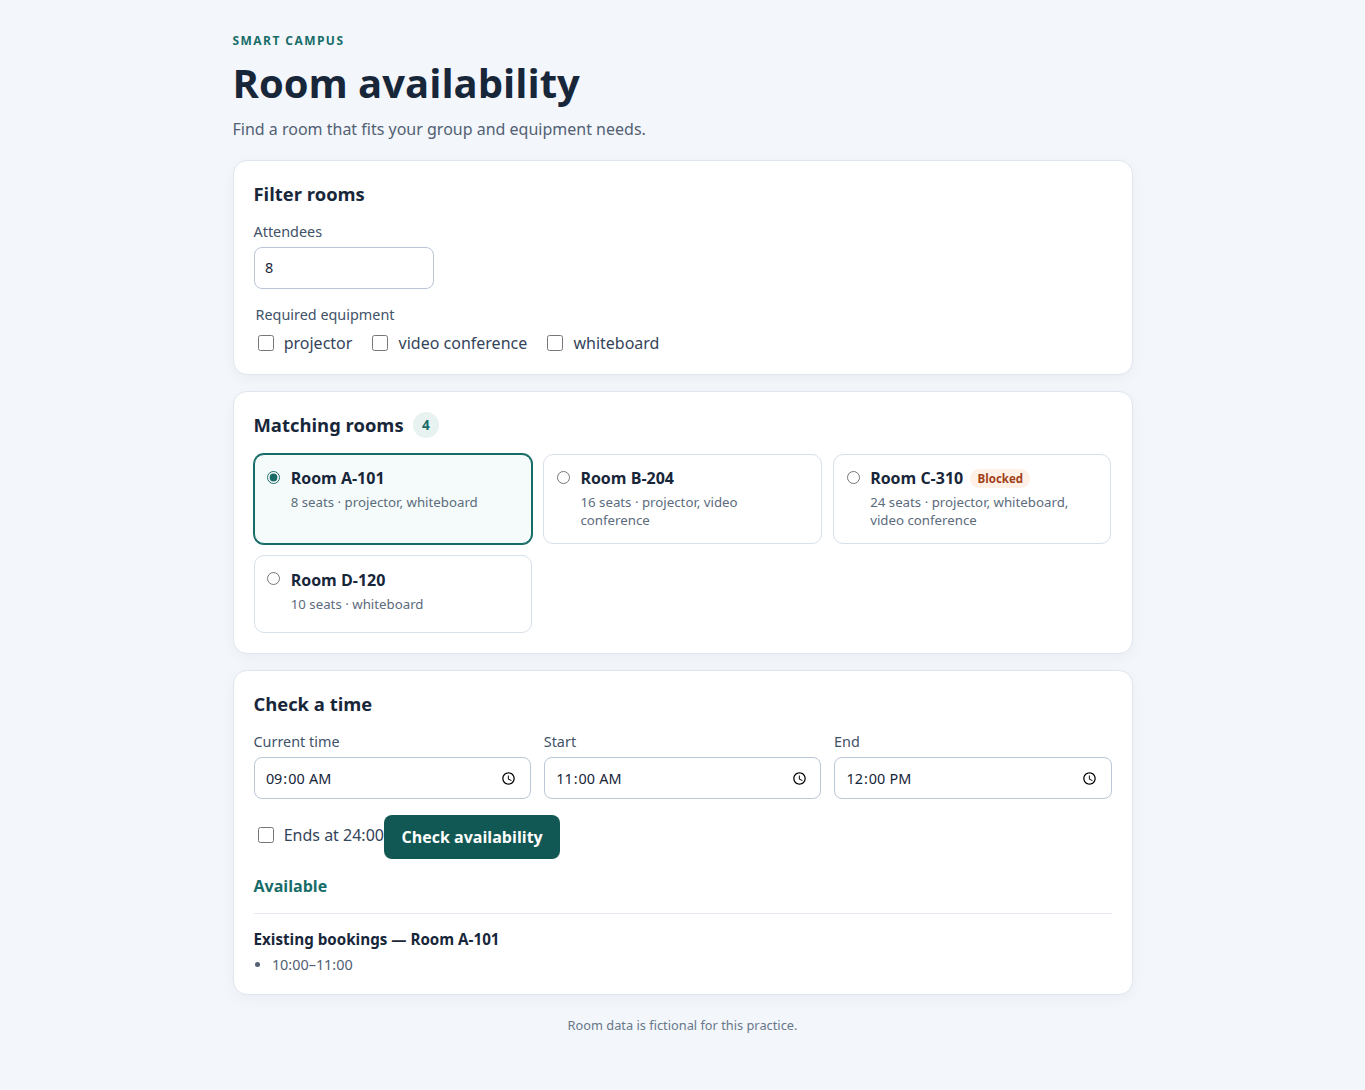 SMART CAMPUS
Room availability
Find a room that fits your group and equipment needs.
Filter rooms
Attendees
8
Required equipment
projector video conference whiteboard
Matching rooms 4
Room A-101
8 seats · projector, whiteboard
Room B-204
16 seats · projector, video
conference
Room C-310 Blocked
24 seats · projector, whiteboard,
video conference
Room D-120
10 seats · whiteboard
Check a time
Current time
09:00 AM
Start
11:00 AM
End
12:00 PM
Ends at 24:00 Check availability
Available
Existing bookings — Room A-101
• 10:00–11:00
Room data is fictional for this practice.